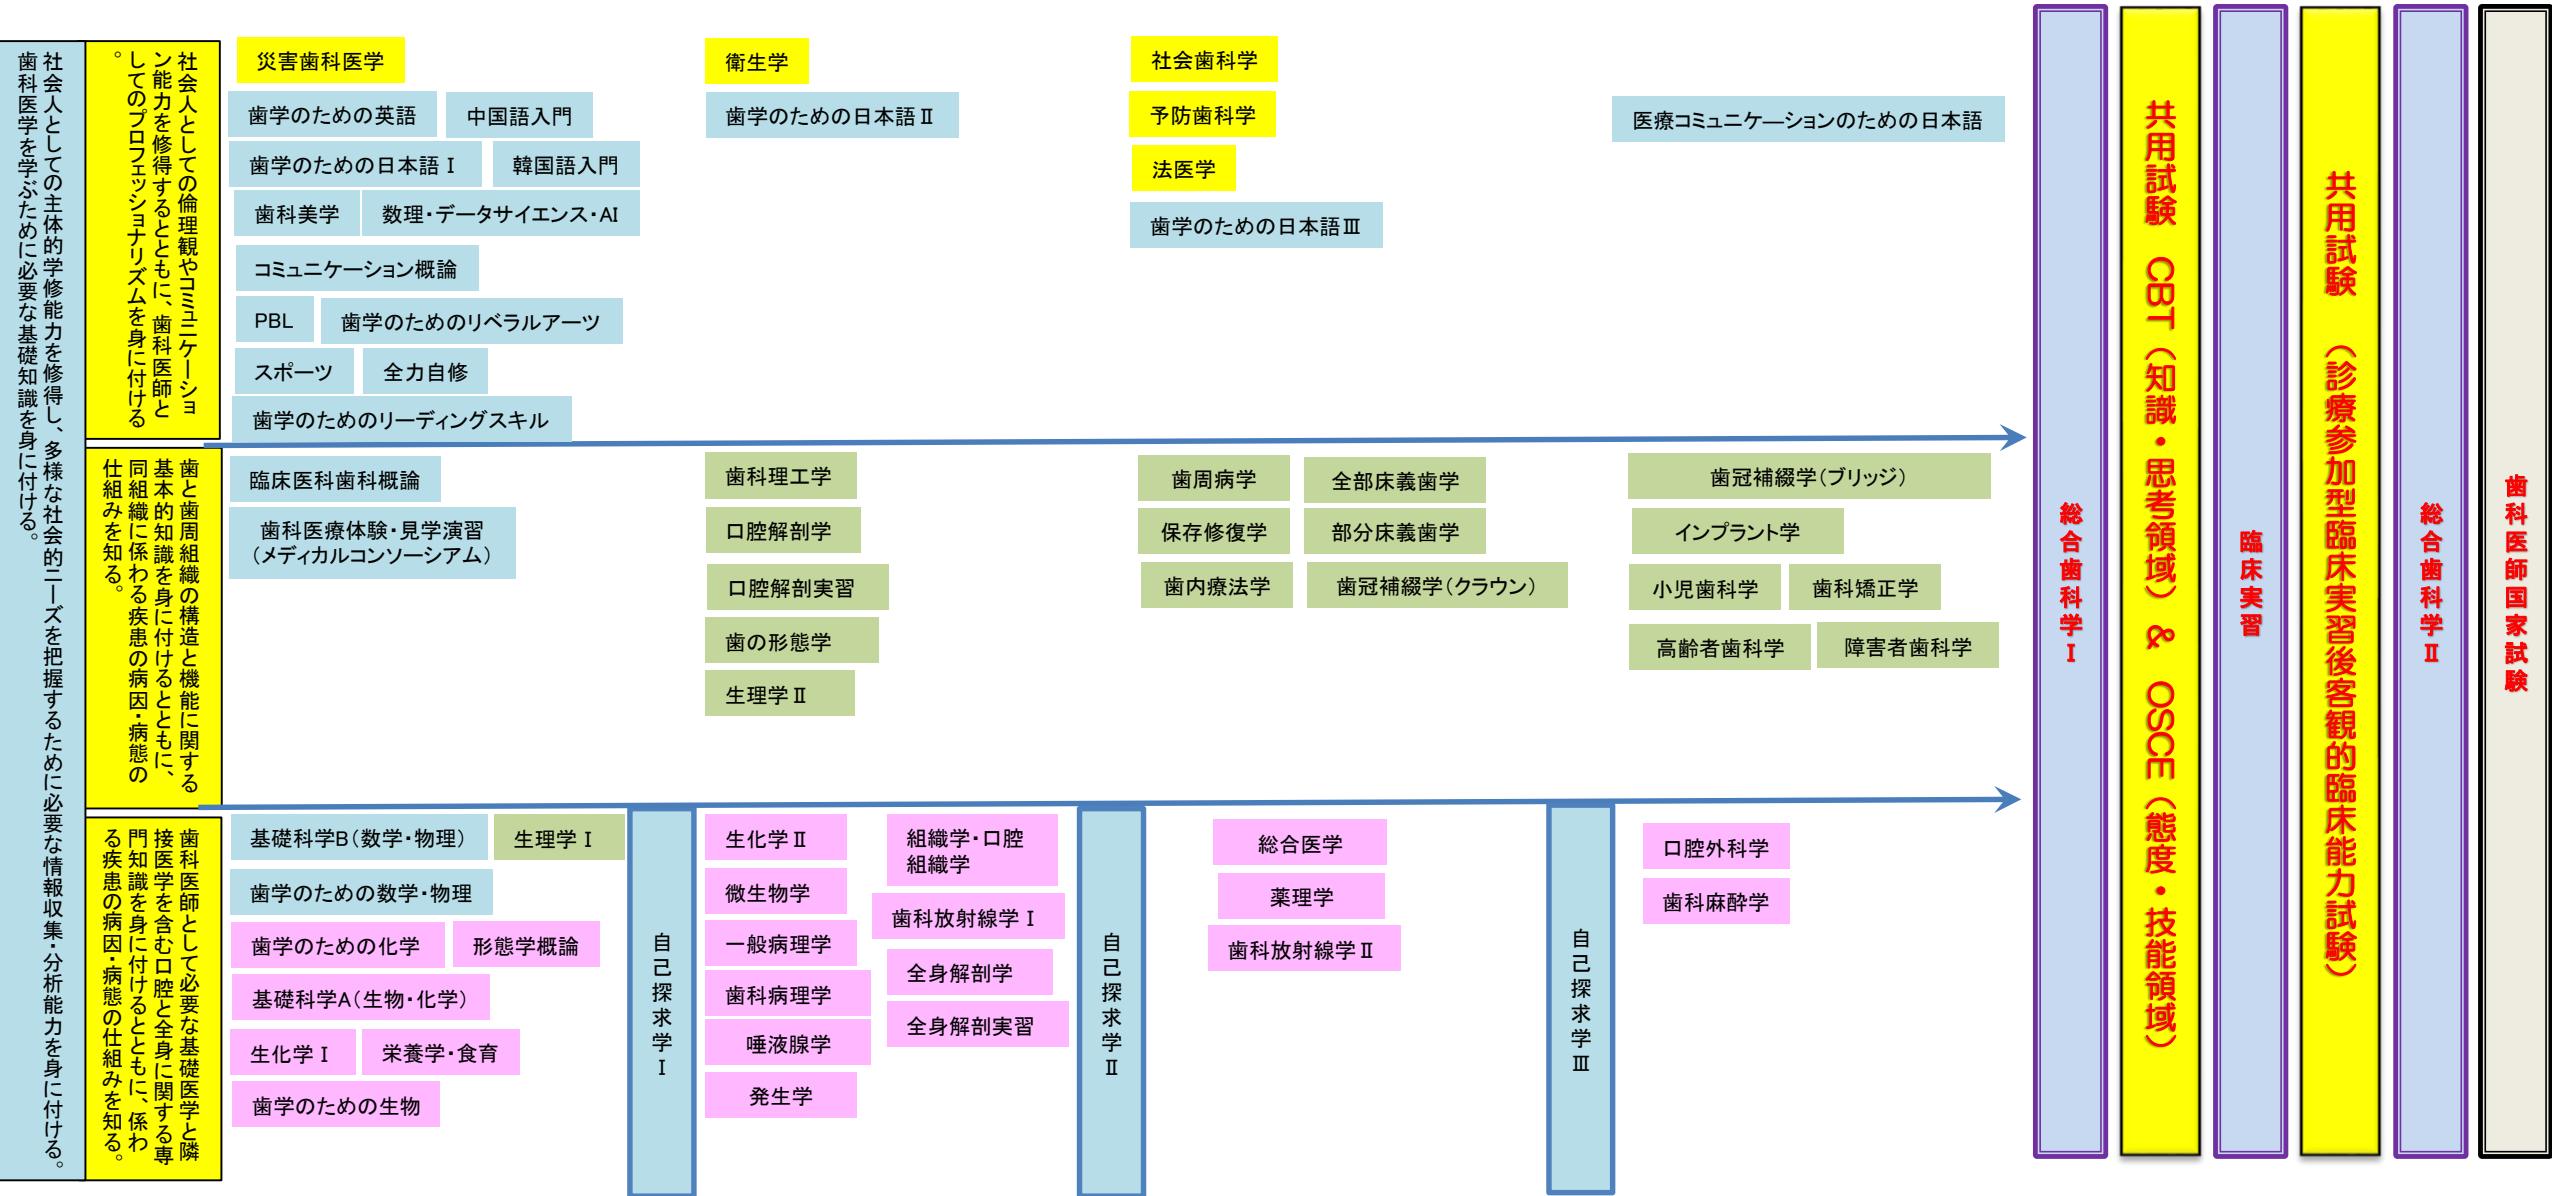 社会人としての主体的学修能力を修得し、多様な社会的ニーズを把握するために必要な情報収集・分析能力を身に付ける。
歯科医学を学ぶために必要な基礎知識を身に付ける。
社会人としての倫理観やコミュニケーショ
ン能力を修得するとともに、歯科医師と
してのプロフェッショナリズムを身に付ける
。
災害歯科医学
歯学のための英語
中国語入門
歯学のための日本語Ⅰ
韓国語入門
歯科美学
数理・データサイエンス・AI
コミュニケーション概論
PBL
歯学のためのリベラルアーツ
スポーツ
全力自修
歯学のためのリーディングスキル
衛生学
歯学のための日本語Ⅱ
社会歯科学
予防歯科学
法医学
歯学のための日本語Ⅲ
医療コミュニケ―ションのための日本語
歯と歯周組織の構造と機能に関する
基本的知識を身に付けるとともに、
同組織に係わる疾患の病因・病態の
仕組みを知る。
臨床医科歯科概論
歯科医療体験・見学演習
（メディカルコンソーシアム）
歯科理工学
口腔解剖学
口腔解剖実習
歯の形態学
生理学Ⅱ
歯周病学
全部床義歯学
保存修復学
部分床義歯学
歯内療法学
歯冠補綴学（クラウン）
歯冠補綴学（ブリッジ）
インプラント学
小児歯科学
歯科矯正学
高齢者歯科学
障害者歯科学
歯科医師として必要な基礎医学と隣
接医学を含む口腔と全身に関する専
門知識を身に付けるとともに、係わ
る疾患の病因・病態の仕組みを知る。
基礎科学B（数学・物理）
生理学Ⅰ
歯学のための数学・物理
歯学のための化学
形態学概論
基礎科学A（生物・化学）
生化学Ⅰ
栄養学・食育
歯学のための生物
自己探求学Ⅰ
生化学Ⅱ
微生物学
一般病理学
歯科病理学
唾液腺学
発生学
組織学・口腔
組織学
歯科放射線学Ⅰ
全身解剖学
全身解剖実習
自己探求学Ⅱ
総合医学
薬理学
歯科放射線学Ⅱ
自己探求学Ⅲ
口腔外科学
歯科麻酔学
総合歯科学Ⅰ
共用試験　CBT（知識・思考領域）　&　OSCE（態度・技能領域）
臨床実習
共用試験　（診療参加型臨床実習後客観的臨床能力試験）
総合歯科学Ⅱ
歯科医師国家試験